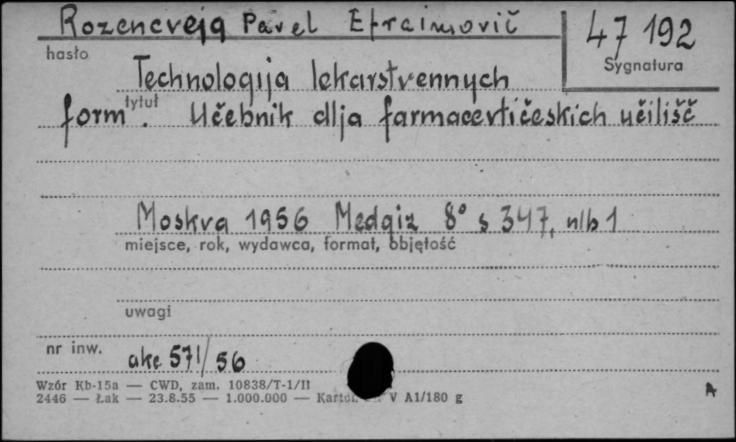 Rozencvejg Pavel Efraimovič
47 192
hasło
Sygnatura
Technologija lekarstvennych
tytuł
form. Učebnik dlja farmacevtičeskich učilišč
Moskva 1956 Medgiz 8° s 347, nlb 1
miejsce, rok, wydawca, format, objętość
uwagi
nr inw. akc 571/56
Wzór Kb-15a — CWD, zam. 10838/T-1/II
2446 — Łak — 23.8.55 — 1.000.000 — V A1/180 g
A